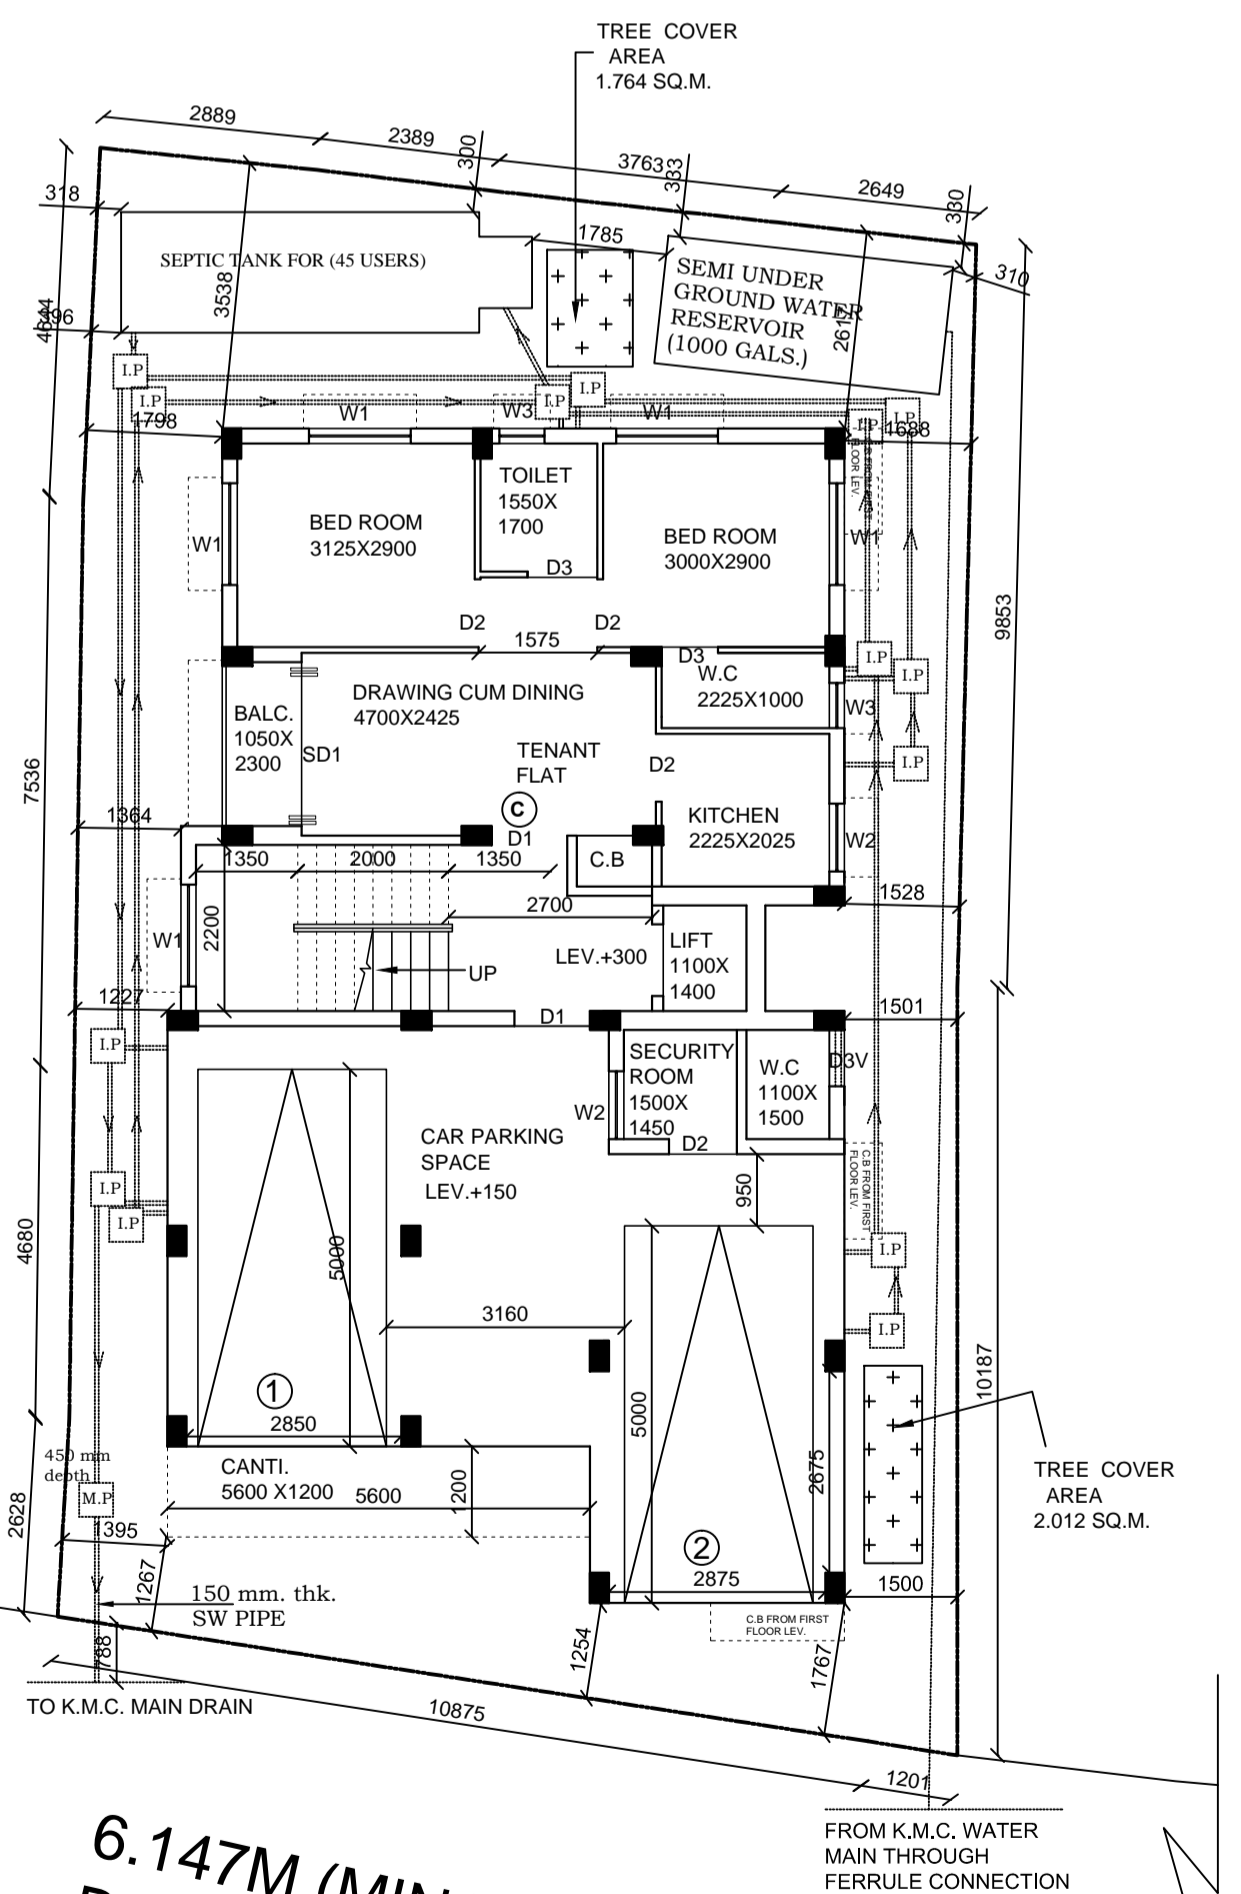 TREE COVER
AREA
1.764 SQ.M.
2889
2389
300
3763
333
2649
330
318
1785
310
SEPTIC TANK FOR (45 USERS)
3538
SEMI UNDER
GROUND WATER
RESERVOIR
(1000 GALS.)
2617
4644
496
I.P
I.P
I.P
I.P
I.P
I.P
1798
W1
W3
W1
1688
C.B FROM FIRST
FLOOR LEV.
TOILET
1550X
1700
BED ROOM
3125X2900
BED ROOM
3000X2900
W1
W1
D3
9853
D2
1575
D2
D3
I.P
I.P
W.C
2225X1000
DRAWING CUM DINING
4700X2425
BALC.
1050X
2300
SD1
W3
TENANT
FLAT
D2
I.P
7536
C
1364
D1
KITCHEN
2225X2025
W2
1350
2000
1350
C.B
1528
2700
2200
W1
LEV.+300
LIFT
1100X
1400
UP
1227
D1
1501
I.P
SECURITY
ROOM
1500X
1450
W.C
1100X
1500
D3V
W2
CAR PARKING
SPACE
LEV.+150
D2
950
C.B FROM FIRST
FLOOR LEV.
I.P
I.P
4680
5000
I.P
3160
I.P
10187
1
2850
5000
2675
450 mm
depth
CANTI.
5600 X1200
5600
1200
M.P
TREE COVER
AREA
2.012 SQ.M.
2628
1395
2
1267
2875
1500
150 mm. thk.
SW PIPE
C.B FROM FIRST
FLOOR LEV.
788
1254
1767
TO K.M.C. MAIN DRAIN
10875
1201
FROM K.M.C. WATER
MAIN THROUGH
FERRULE CONNECTION
6.147M (MIN